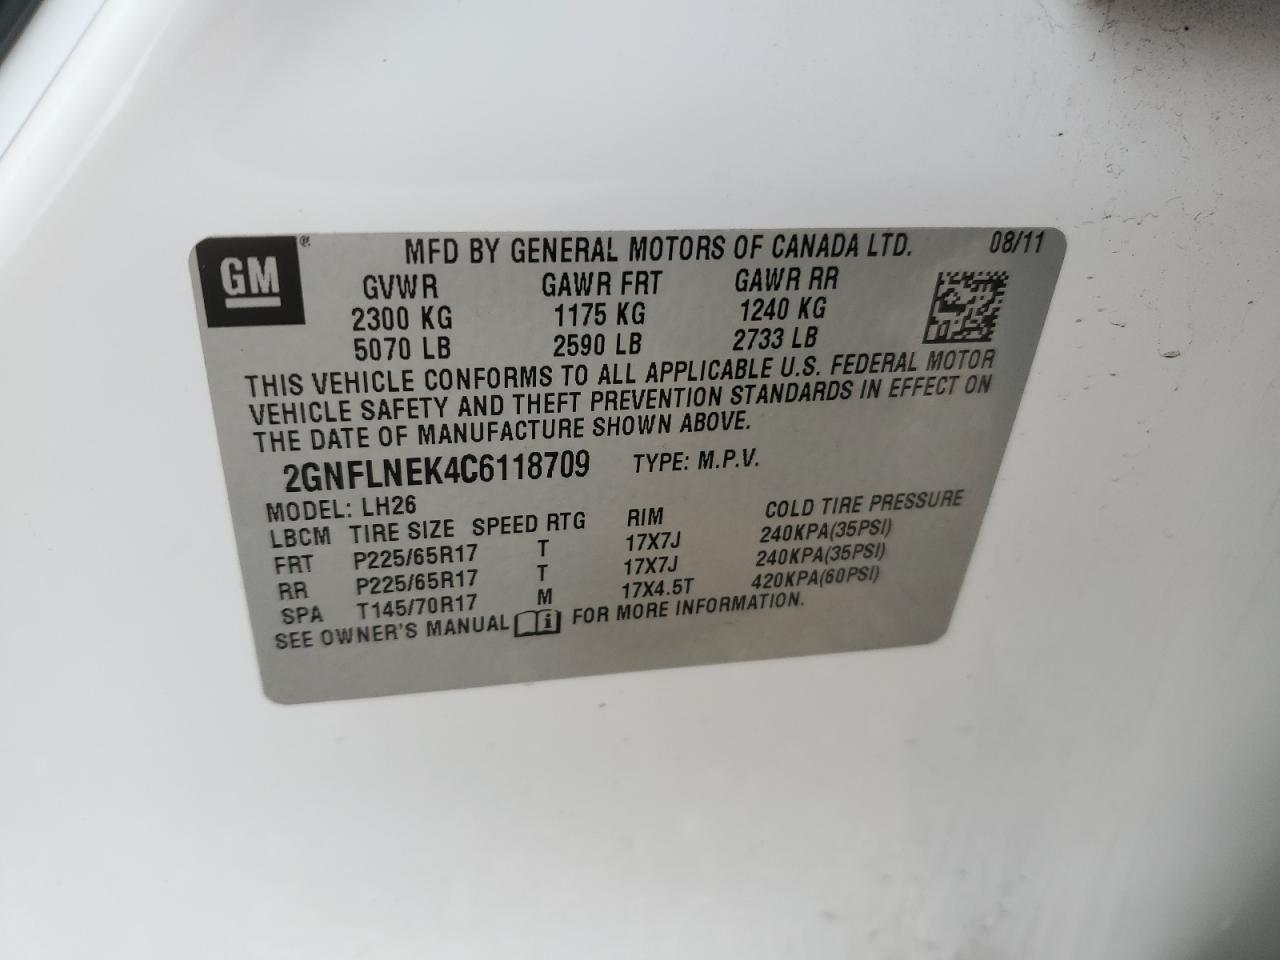 GM ® MFD BY GENERAL MOTORS OF CANADA LTD. 08/11
GVWR GAWR FRT GAWR RR
2300 KG 1175 KG 1240 KG
5070 LB 2590 LB 2733 LB
THIS VEHICLE CONFORMS TO ALL APPLICABLE U.S. FEDERAL MOTOR
VEHICLE SAFETY AND THEFT PREVENTION STANDARDS IN EFFECT ON
THE DATE OF MANUFACTURE SHOWN ABOVE.
2GNFLNEK4C6118709 TYPE: M.P.V.
MODEL: LH26
LBCM TIRE SIZE SPEED RTG RIM COLD TIRE PRESSURE
FRT P225/65R17 T 17X7J 240KPA(35PSI)
RR P225/65R17 T 17X7J 240KPA(35PSI)
SPA T145/70R17 M 17X4.5T 420KPA(60PSI)
SEE OWNER'S MANUAL i FOR MORE INFORMATION.